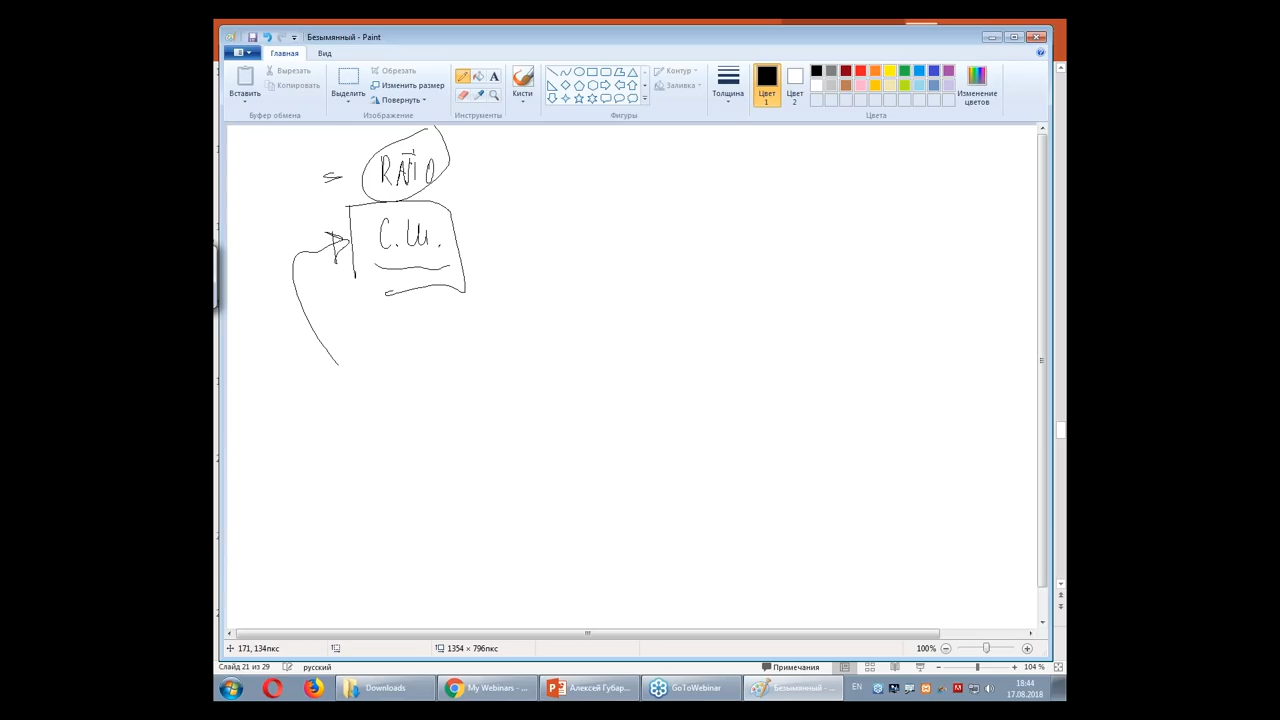 Безымянный - Paint
Главная
Вид
Вставить
Вырезать
Копировать
Буфер обмена
Выделить
Обрезать
Изменить размер
Повернуть
Изображение
Инструменты
Кисти
Контур
Заливка
Фигуры
Толщина
Цвет 1
Цвет 2
Изменение цветов
Цвета
RATIO
С.Ш.
171, 134пкс
1354 × 796пкс
100%
Слайд 21 из 29
русский
Примечания
104 %
Downloads
My Webinars - ...
Алексей Губар...
GoToWebinar
Безымянный - ...
EN
18:44
17.08.2018